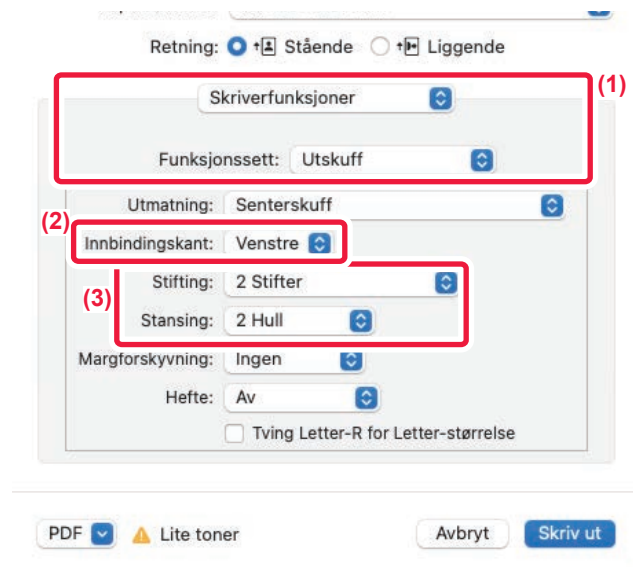 Retning: Stående Liggende
(1)
Skriverfunksjoner
Funksjonssett: Utskuff
Utmatning: Senterskuff
(2)
Innbindingskant: Venstre
Stifting: 2 Stifter
(3)
Stansing: 2 Hull
Margforskyvning: Ingen
Hefte: Av
Tving Letter-R for Letter-størrelse
PDF Lite toner Avbryt Skriv ut